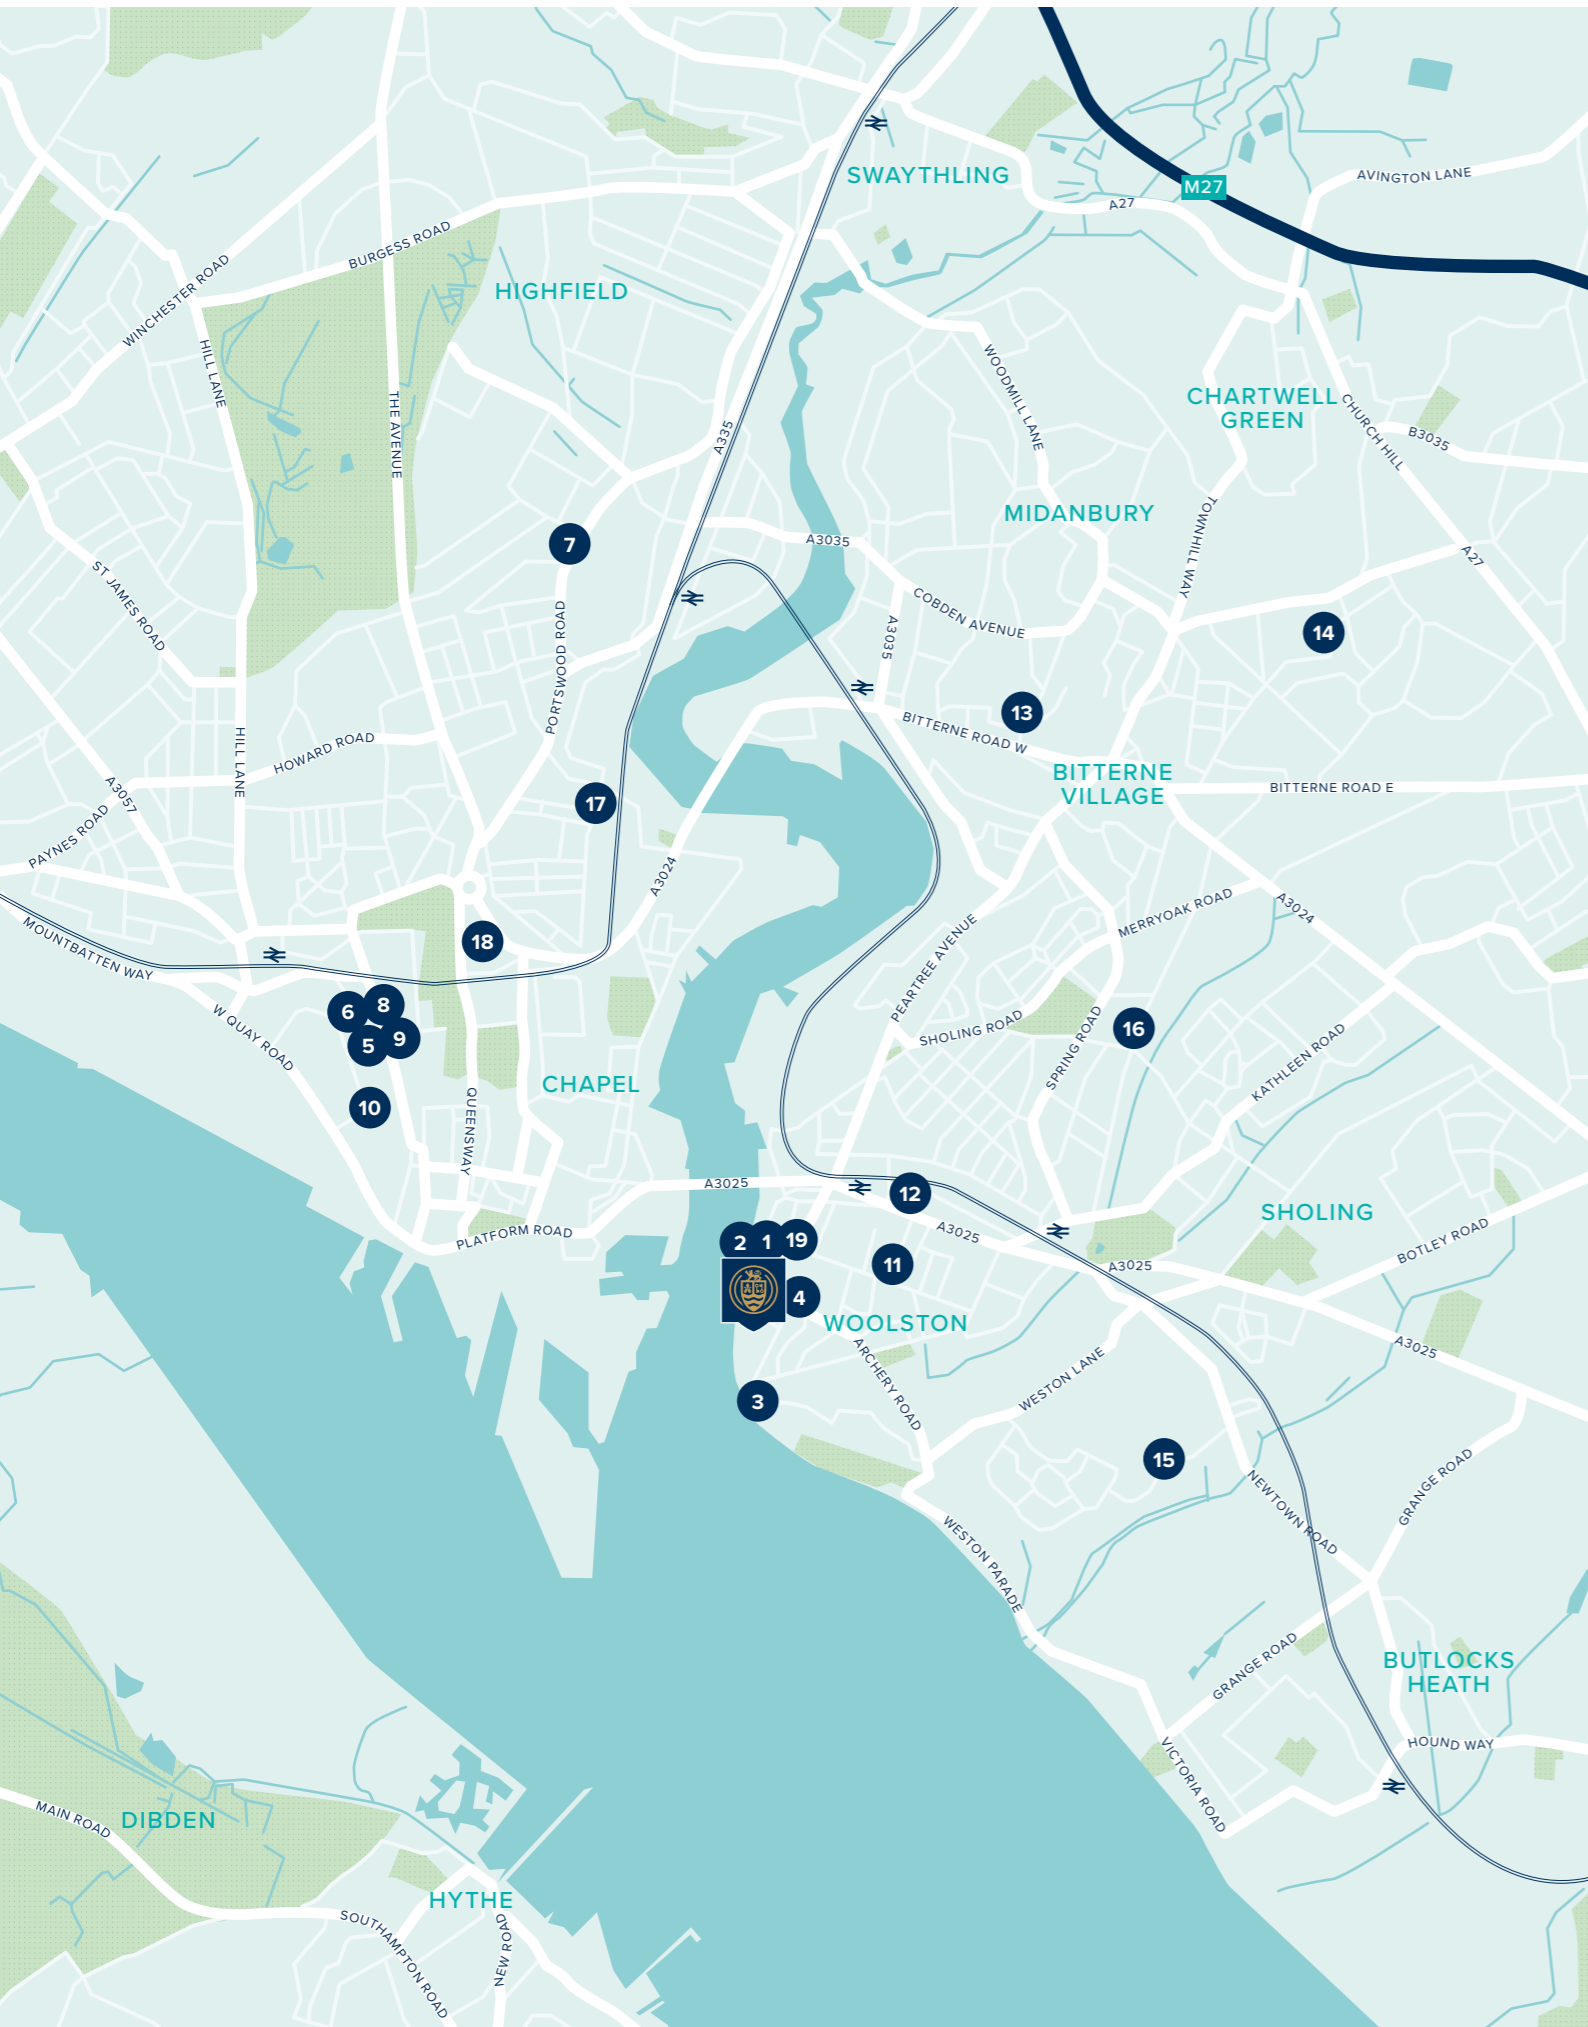 SWAYTHLING
M27
AVINGTON LANE
A27
BURGESS ROAD
WINCHESTER ROAD
HIGHFIELD
HILL LANE
THE AVENUE
WOODMILL LANE
CHARTWELL
GREEN
CHURCH HILL
B3035
A335
MIDANBURY
TOWNHILL WAY
7
A3035
A27
ST JAMES ROAD
COBDEN AVENUE
A3035
14
PORTSWOOD ROAD
13
BITTERNE ROAD W
HILL LANE
HOWARD ROAD
BITTERNE
VILLAGE
BITTERNE ROAD E
A3057
17
PAYNES ROAD
A3024
MERRYOAK ROAD
A3024
18
MOUNTBATTEN WAY
PEARTREE AVENUE
6
8
W QUAY ROAD
5
9
SHOLING ROAD
16
SPRING ROAD
KATHLEEN ROAD
CHAPEL
10
QUEENSWAY
A3025
12
SHOLING
PLATFORM ROAD
2
1
19
A3025
BOTLEY ROAD
11
A3025
4
WOOLSTON
A3025
ARCHERY ROAD
WESTON LANE
3
15
NEWTOWN ROAD
GRANGE ROAD
WESTON PARADE
GRANGE ROAD
BUTLOCKS
HEATH
VICTORIA ROAD
HOUND WAY
MAIN ROAD
DIBDEN
HYTHE
SOUTHAMPTON ROAD
NEW ROAD